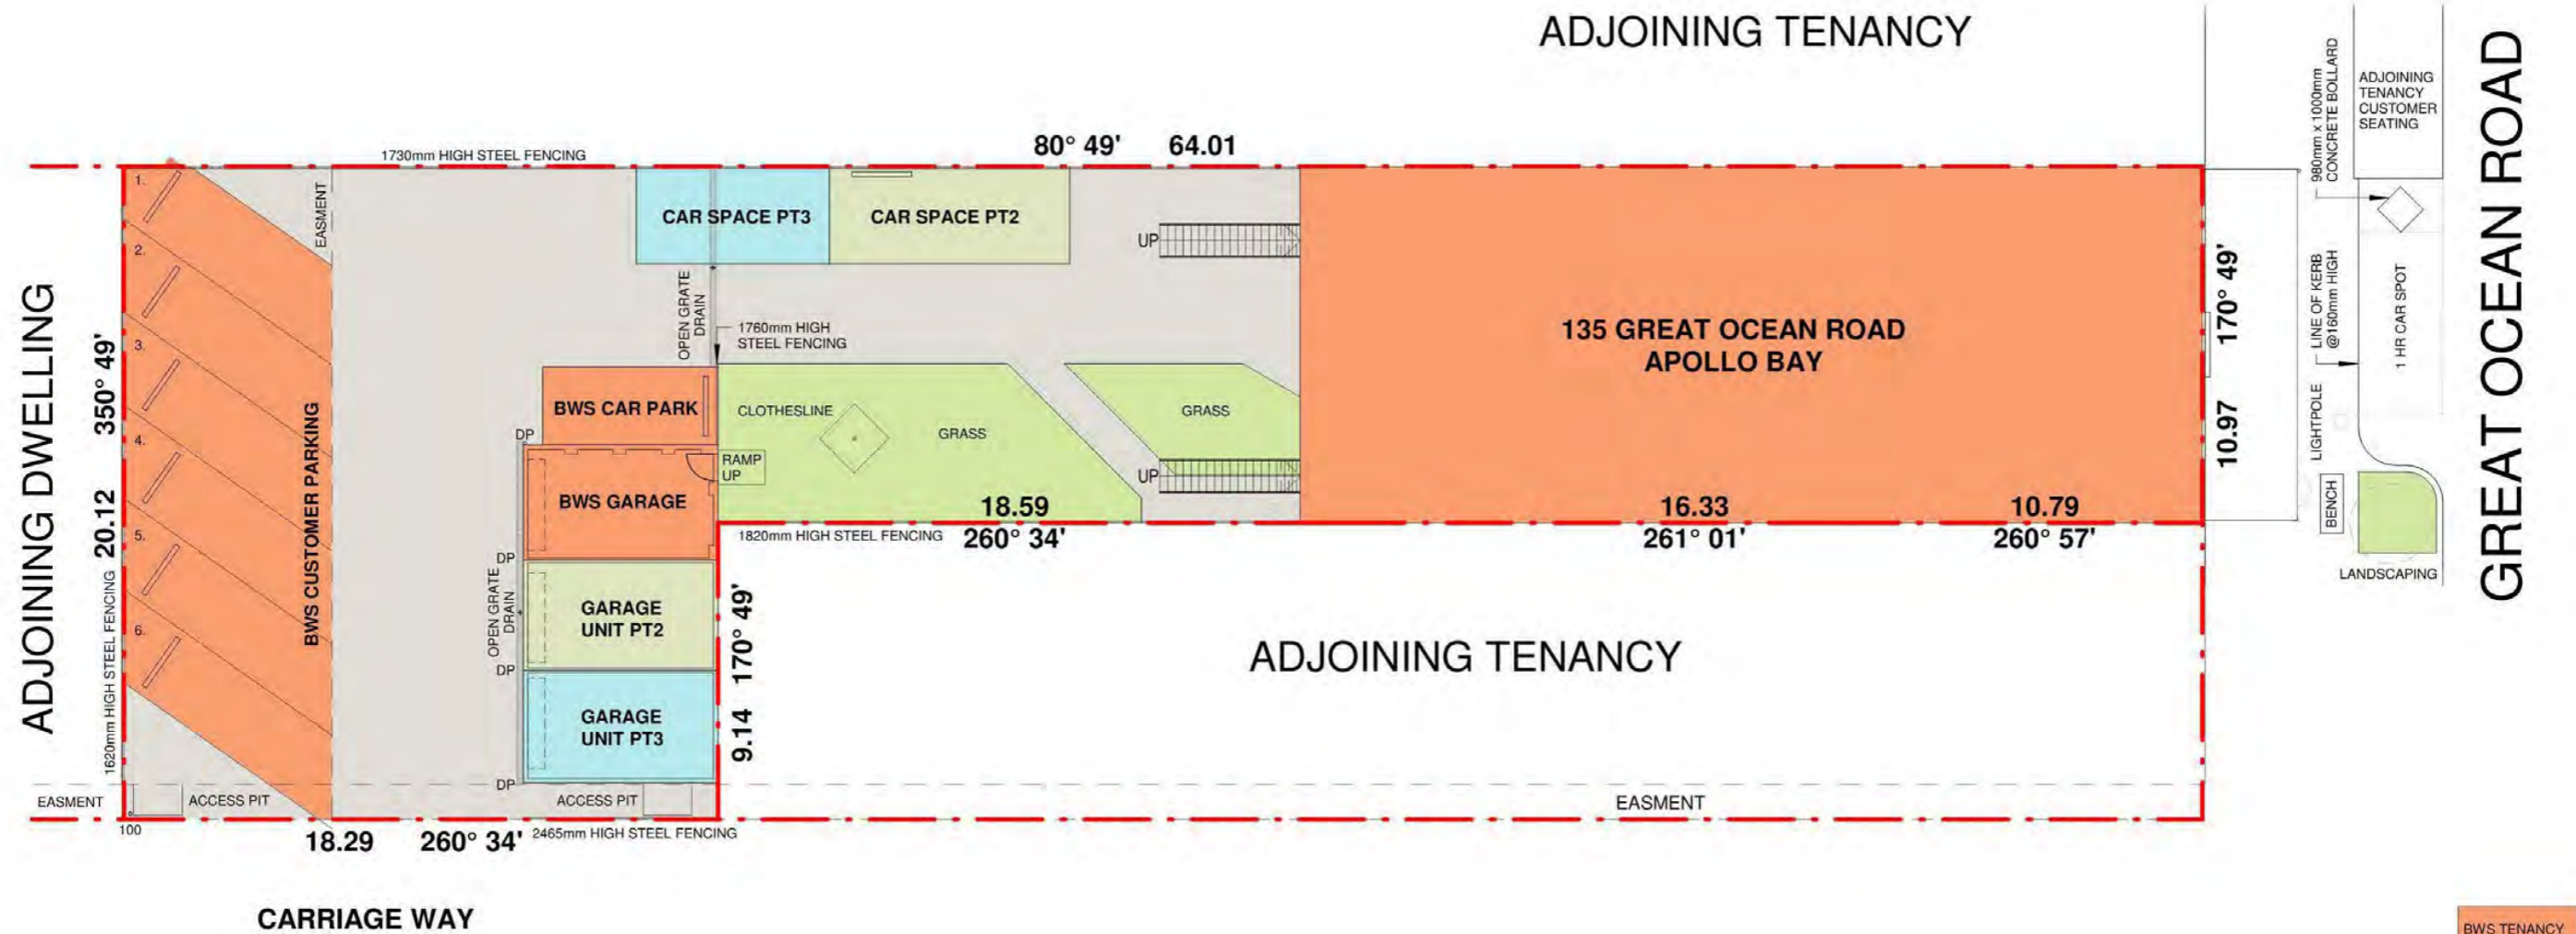 ADJOINING TENANCY
980mm x 1000mm
CONCRETE BOLLARD
ADJOINING
TENANCY
CUSTOMER
SEATING
GREAT OCEAN ROAD
80° 49' 64.01
1730mm HIGH STEEL FENCING
1.
2.
3.
4.
5.
6.
EASMENT
CAR SPACE PT3
CAR SPACE PT2
UP
OPEN GRATE
DRAIN
1760mm HIGH
STEEL FENCING
135 GREAT OCEAN ROAD
APOLLO BAY
170° 49'
10.97
LINE OF KERB
@160mm HIGH
1 HR CAR SPOT
LIGHTPOLE
BENCH
LANDSCAPING
ADJOINING DWELLING
350° 49'
20.12
1620mm HIGH STEEL FENCING
BWS CUSTOMER PARKING
BWS CAR PARK
CLOTHESLINE
GRASS
GRASS
DP
RAMP
UP
UP
BWS GARAGE
18.59
16.33
10.79
1820mm HIGH STEEL FENCING
260° 34'
261° 01'
260° 57'
DP
OPEN GRATE
DRAIN
GARAGE
UNIT PT2
170° 49'
9.14
ADJOINING TENANCY
DP
GARAGE
UNIT PT3
DP
EASMENT
ACCESS PIT
ACCESS PIT
EASMENT
100
18.29 260° 34'
2465mm HIGH STEEL FENCING
CARRIAGE WAY
BWS TENANCY